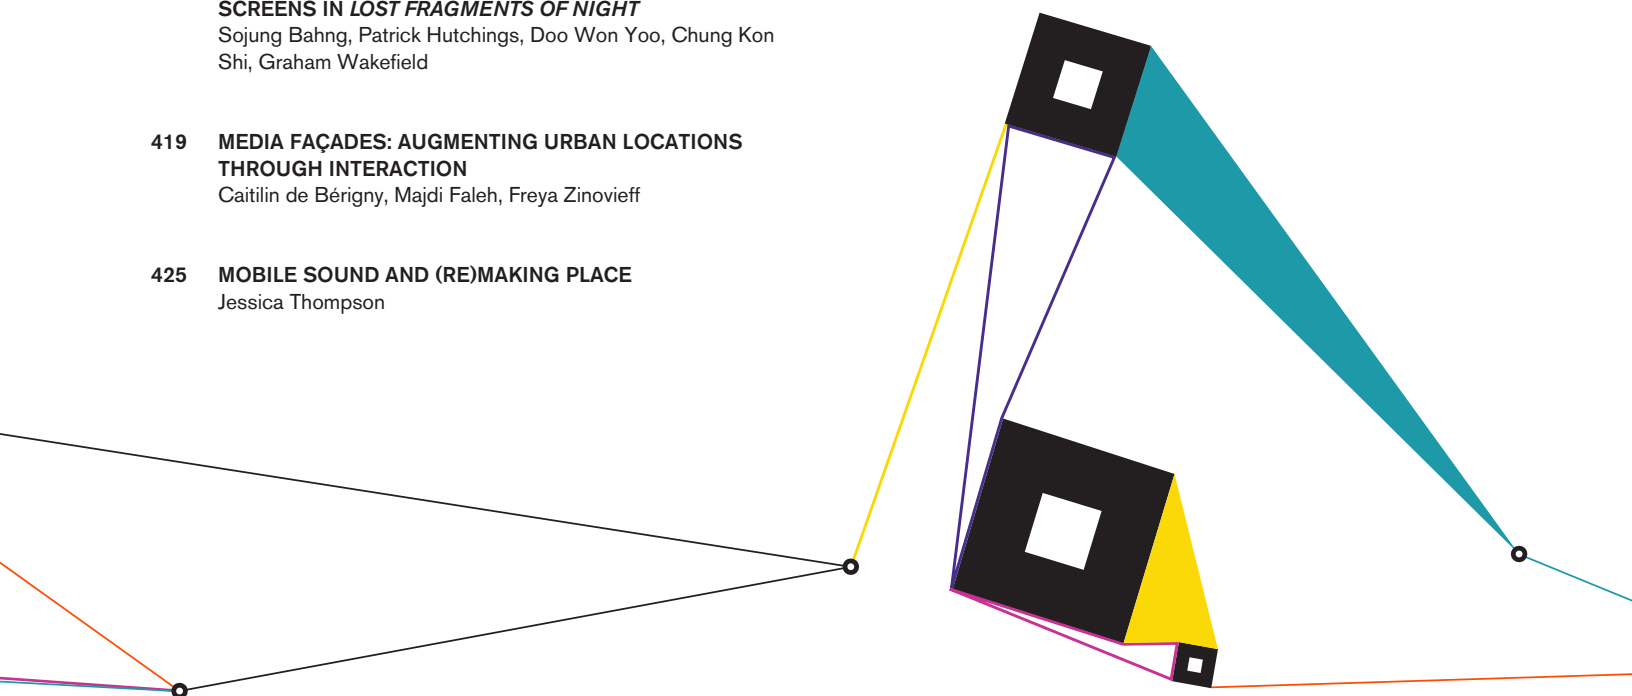 SCREENS IN LOST FRAGMENTS OF NIGHT
Sojung Bahng, Patrick Hutchings, Doo Won Yoo, Chung Kon
Shi, Graham Wakefield
419 MEDIA FAÇADES: AUGMENTING URBAN LOCATIONS
THROUGH INTERACTION
Caitilin de Bérigny, Majdi Faleh, Freya Zinovieff
425 MOBILE SOUND AND (RE)MAKING PLACE
Jessica Thompson